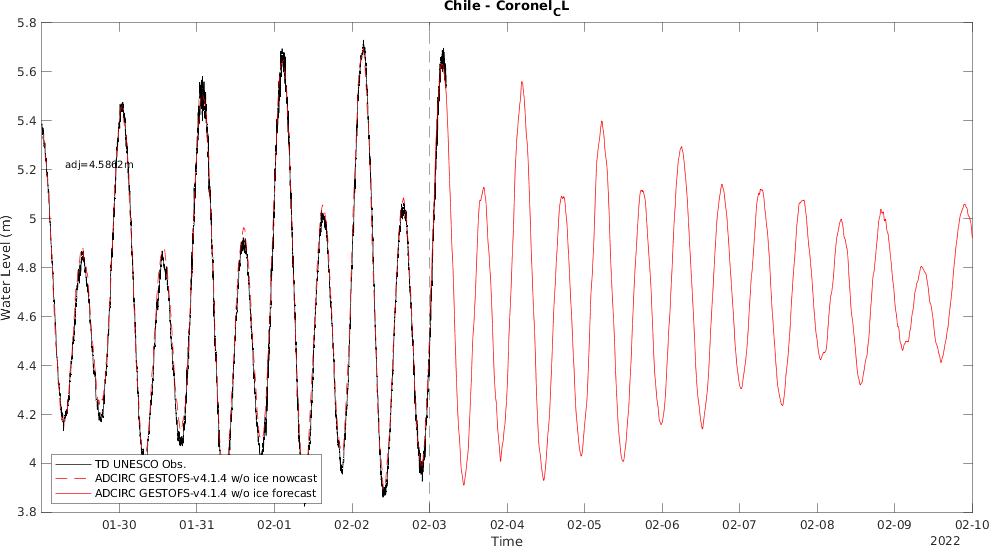 Chile - Coronel_CL
5.8
5.6
5.4
adj=4.5862m
5.2
5
4.8
4.6
4.4
4.2
4
3.8
Water Level (m)
TD UNESCO Obs.
ADCIRC GESTOFS-v4.1.4 w/o ice nowcast
ADCIRC GESTOFS-v4.1.4 w/o ice forecast
01-30 01-31 02-01 02-02 02-03 02-04 02-05 02-06 02-07 02-08 02-09 02-10
Time
2022